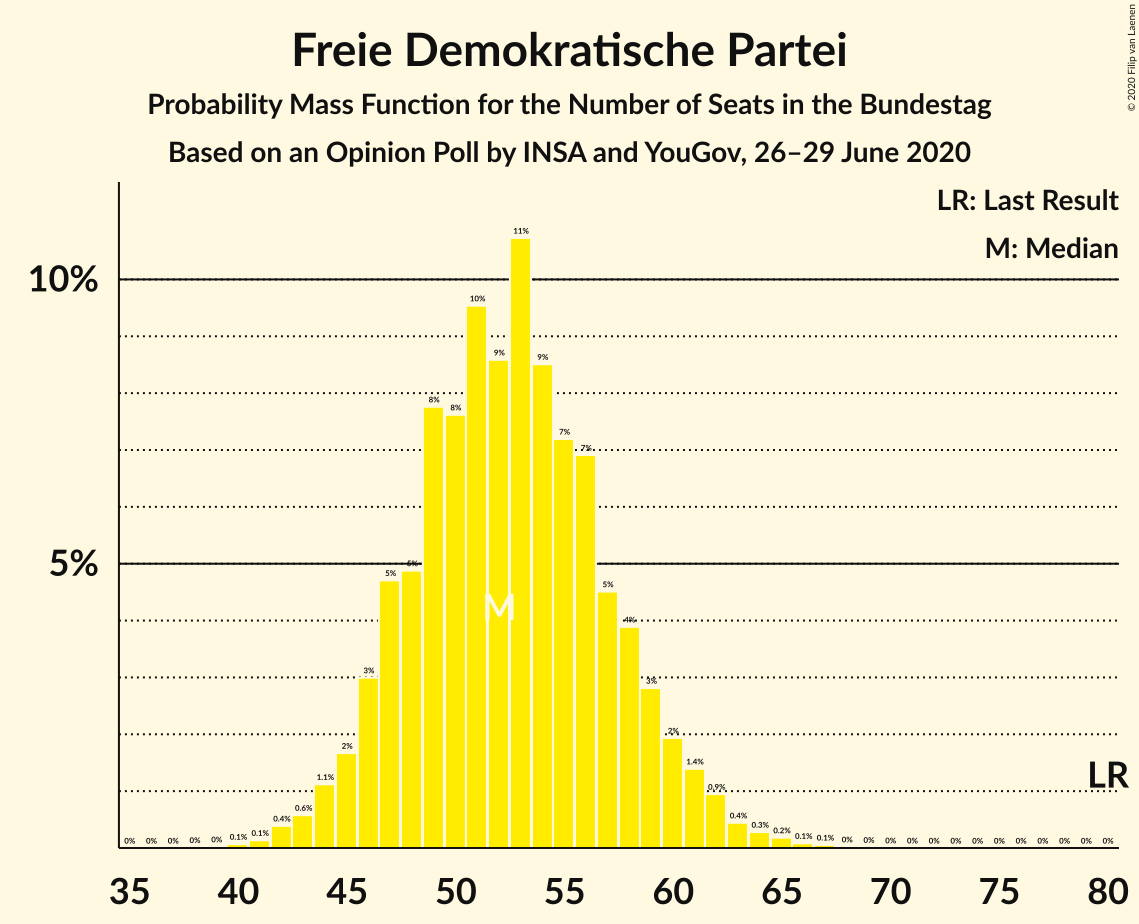 Freie Demokratische Partei
Probability Mass Function for the Number of Seats in the Bundestag
Based on an Opinion Poll by INSA and YouGov, 26–29 June 2020
© 2020 Filip van Laenen
LR: Last Result
M: Median
10%
5%
0% 0% 0% 0% 0% 0.1% 0.1% 0.4% 0.6% 1.1% 2% 3% 5% 5% 8% 8% 10% 9% 11% 9% 7% 7% 5% 4% 3% 2% 1.4% 0.9% 0.4% 0.3% 0.2% 0.1% 0.1% 0% 0% 0% 0% 0% 0% 0% 0% 0% 0% 0% 0% 0%
M
LR
35 40 45 50 55 60 65 70 75 80